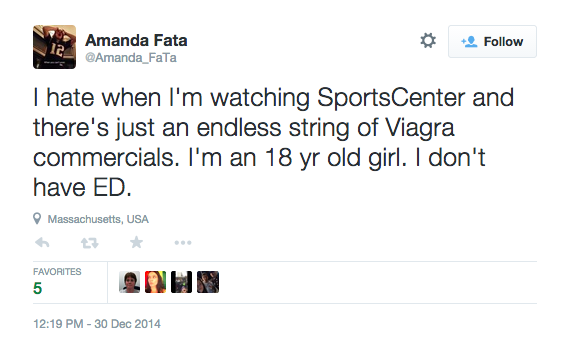 Amanda Fata
@Amanda_FaTa
Follow
I hate when I'm watching SportsCenter and
there's just an endless string of Viagra
commercials. I'm an 18 yr old girl. I don't
have ED.
Massachusetts, USA
FAVORITES
5
12:19 PM - 30 Dec 2014